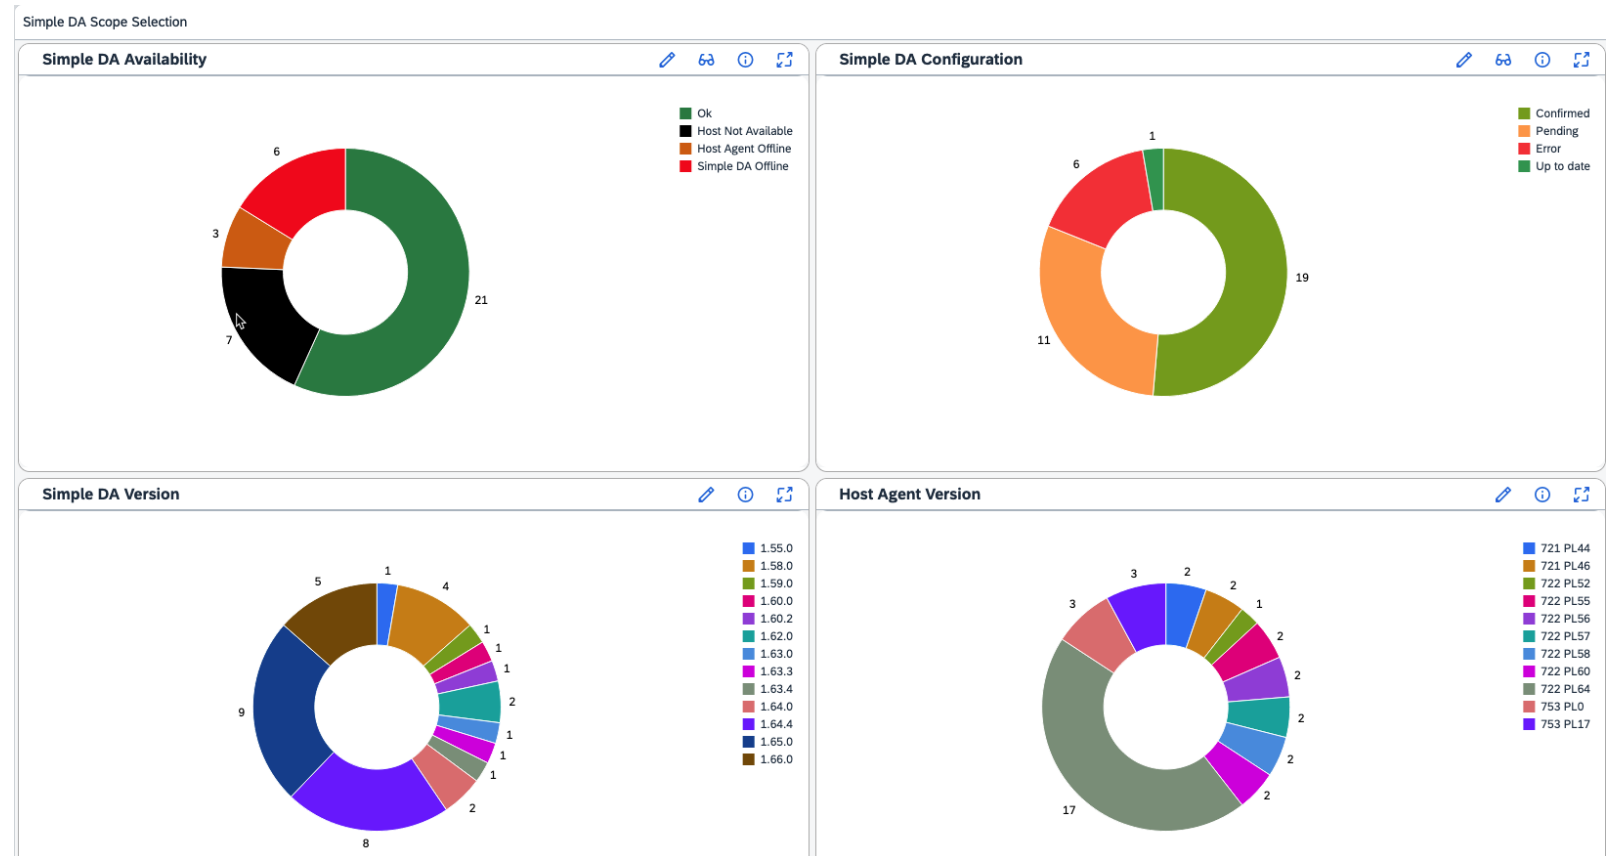 Simple DA Scope Selection
Simple DA Availability
Ok
Host Not Available
Host Agent Offline
Simple DA Offline
6
3
7
21
Simple DA Configuration
Confirmed
Pending
Error
Up to date
1
6
11
19
Simple DA Version
1.55.0
1.58.0
1.59.0
1.60.0
1.60.2
1.62.0
1.63.0
1.63.3
1.63.4
1.64.0
1.64.4
1.65.0
1.66.0
1
4
1
1
1
2
1
1
1
2
8
9
5
Host Agent Version
721 PL44
721 PL46
722 PL52
722 PL55
722 PL56
722 PL57
722 PL58
722 PL60
722 PL64
753 PL0
753 PL17
2
2
1
2
2
2
2
2
17
3
3